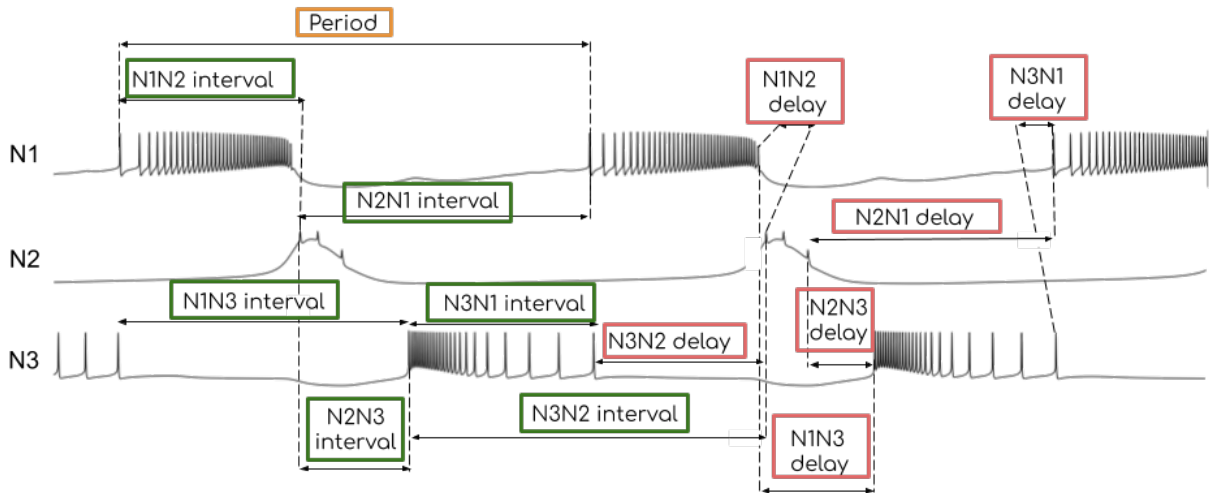 Period
N1N2 interval
N1N2
delay
N3N1
delay
N1
N2N1 interval
N2N1 delay
N2
N1N3 interval
N3N1 interval
N2N3
delay
N3N2 delay
N3
N3N2 interval
N2N3
interval
N1N3
delay